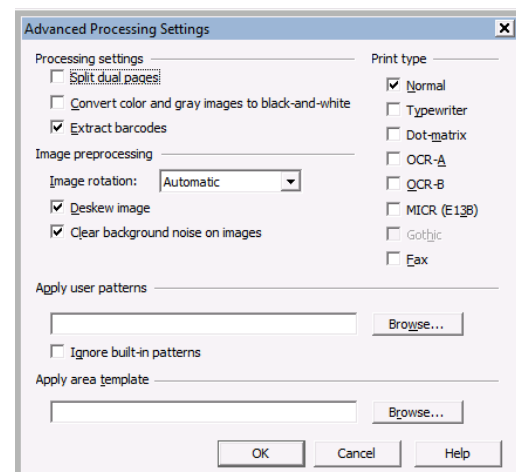 Advanced Processing Settings
Processing settings
Split dual pages
Convert color and gray images to black-and-white
Extract barcodes
Image preprocessing
Image rotation: Automatic
Deskew image
Clear background noise on images
Print type
Normal
Typewriter
Dot-matrix
OCR-A
OCR-B
MICR (E13B)
Gothic
Fax
Apply user patterns
Browse...
Ignore built-in patterns
Apply area template
Browse...
OK Cancel Help